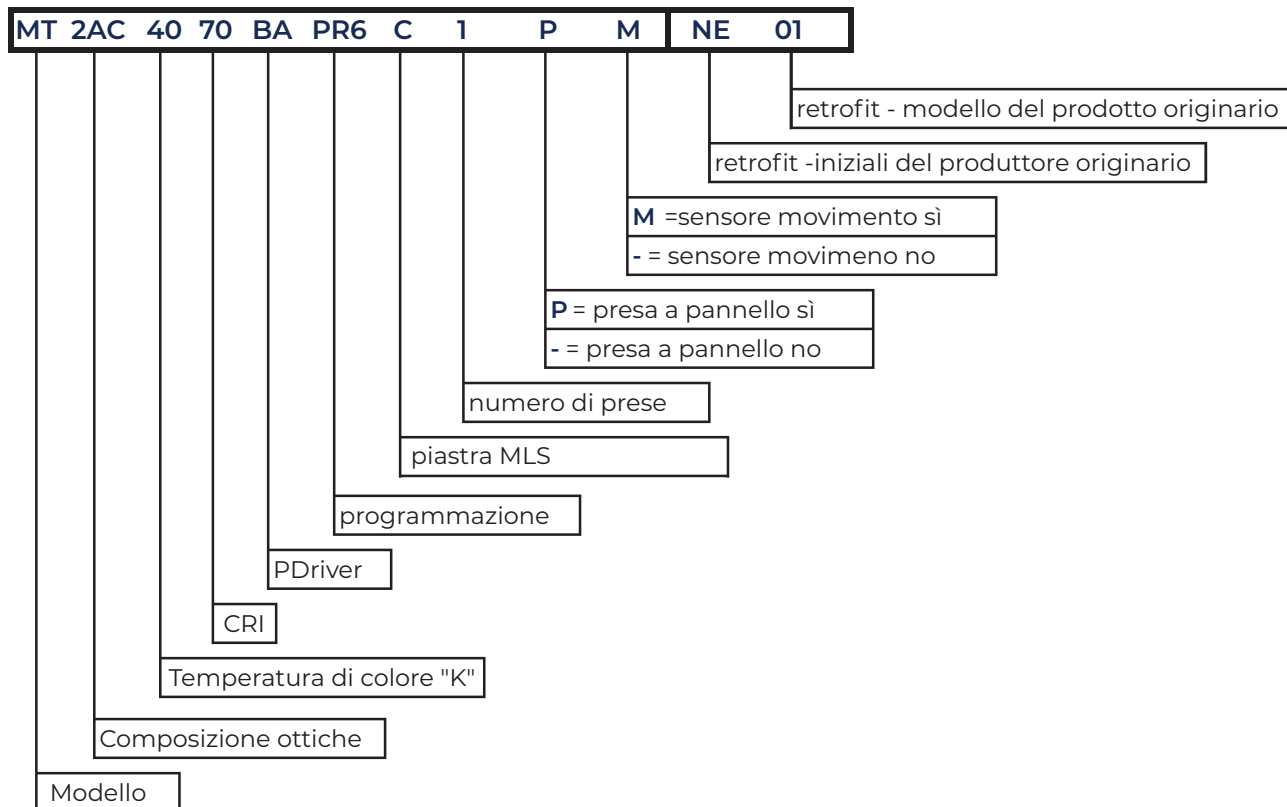 MT 2AC 40 70 BA PR6 C 1 P M NE 01
retrofit - modello del prodotto originario
retrofit -iniziali del produttore originario
M =sensore movimento sì
- = sensore movimeno no
P = presa a pannello sì
- = presa a pannello no
numero di prese
piastra MLS
programmazione
PDriver
CRI
Temperatura di colore "K"
Composizione ottiche
Modello